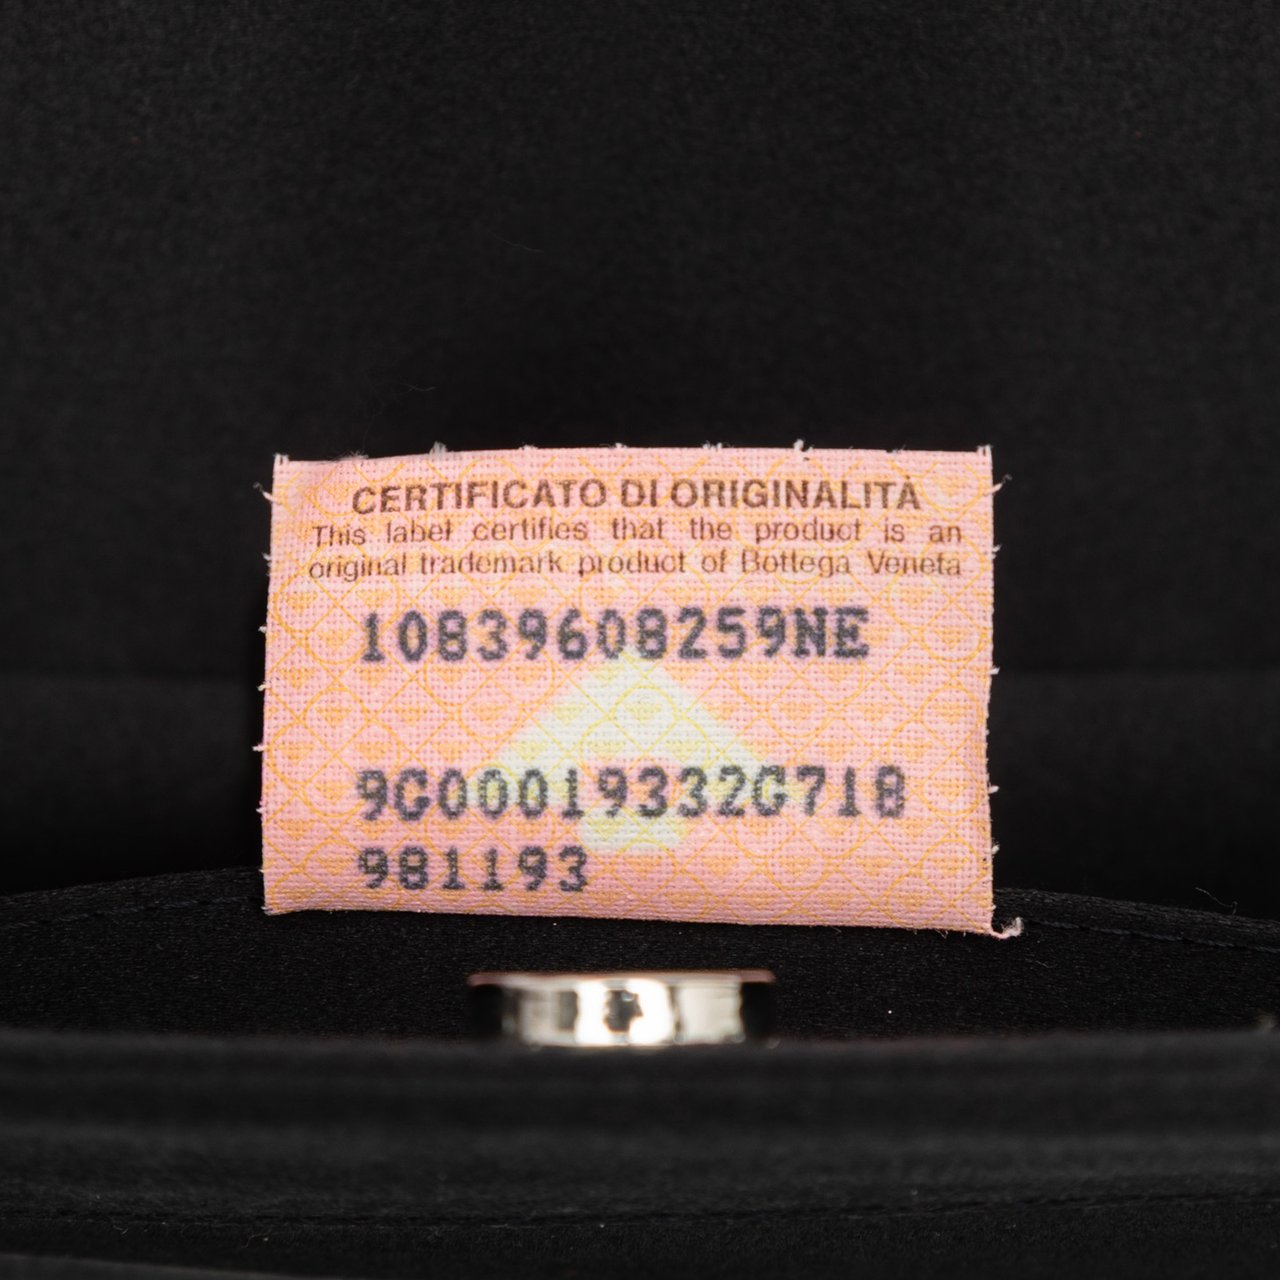 CERTIFICATO DI ORIGINALITÀ
This label certifies that the product is an
original trademark product of Bottega Veneta
10839608259NE
9G00019332G718
981193